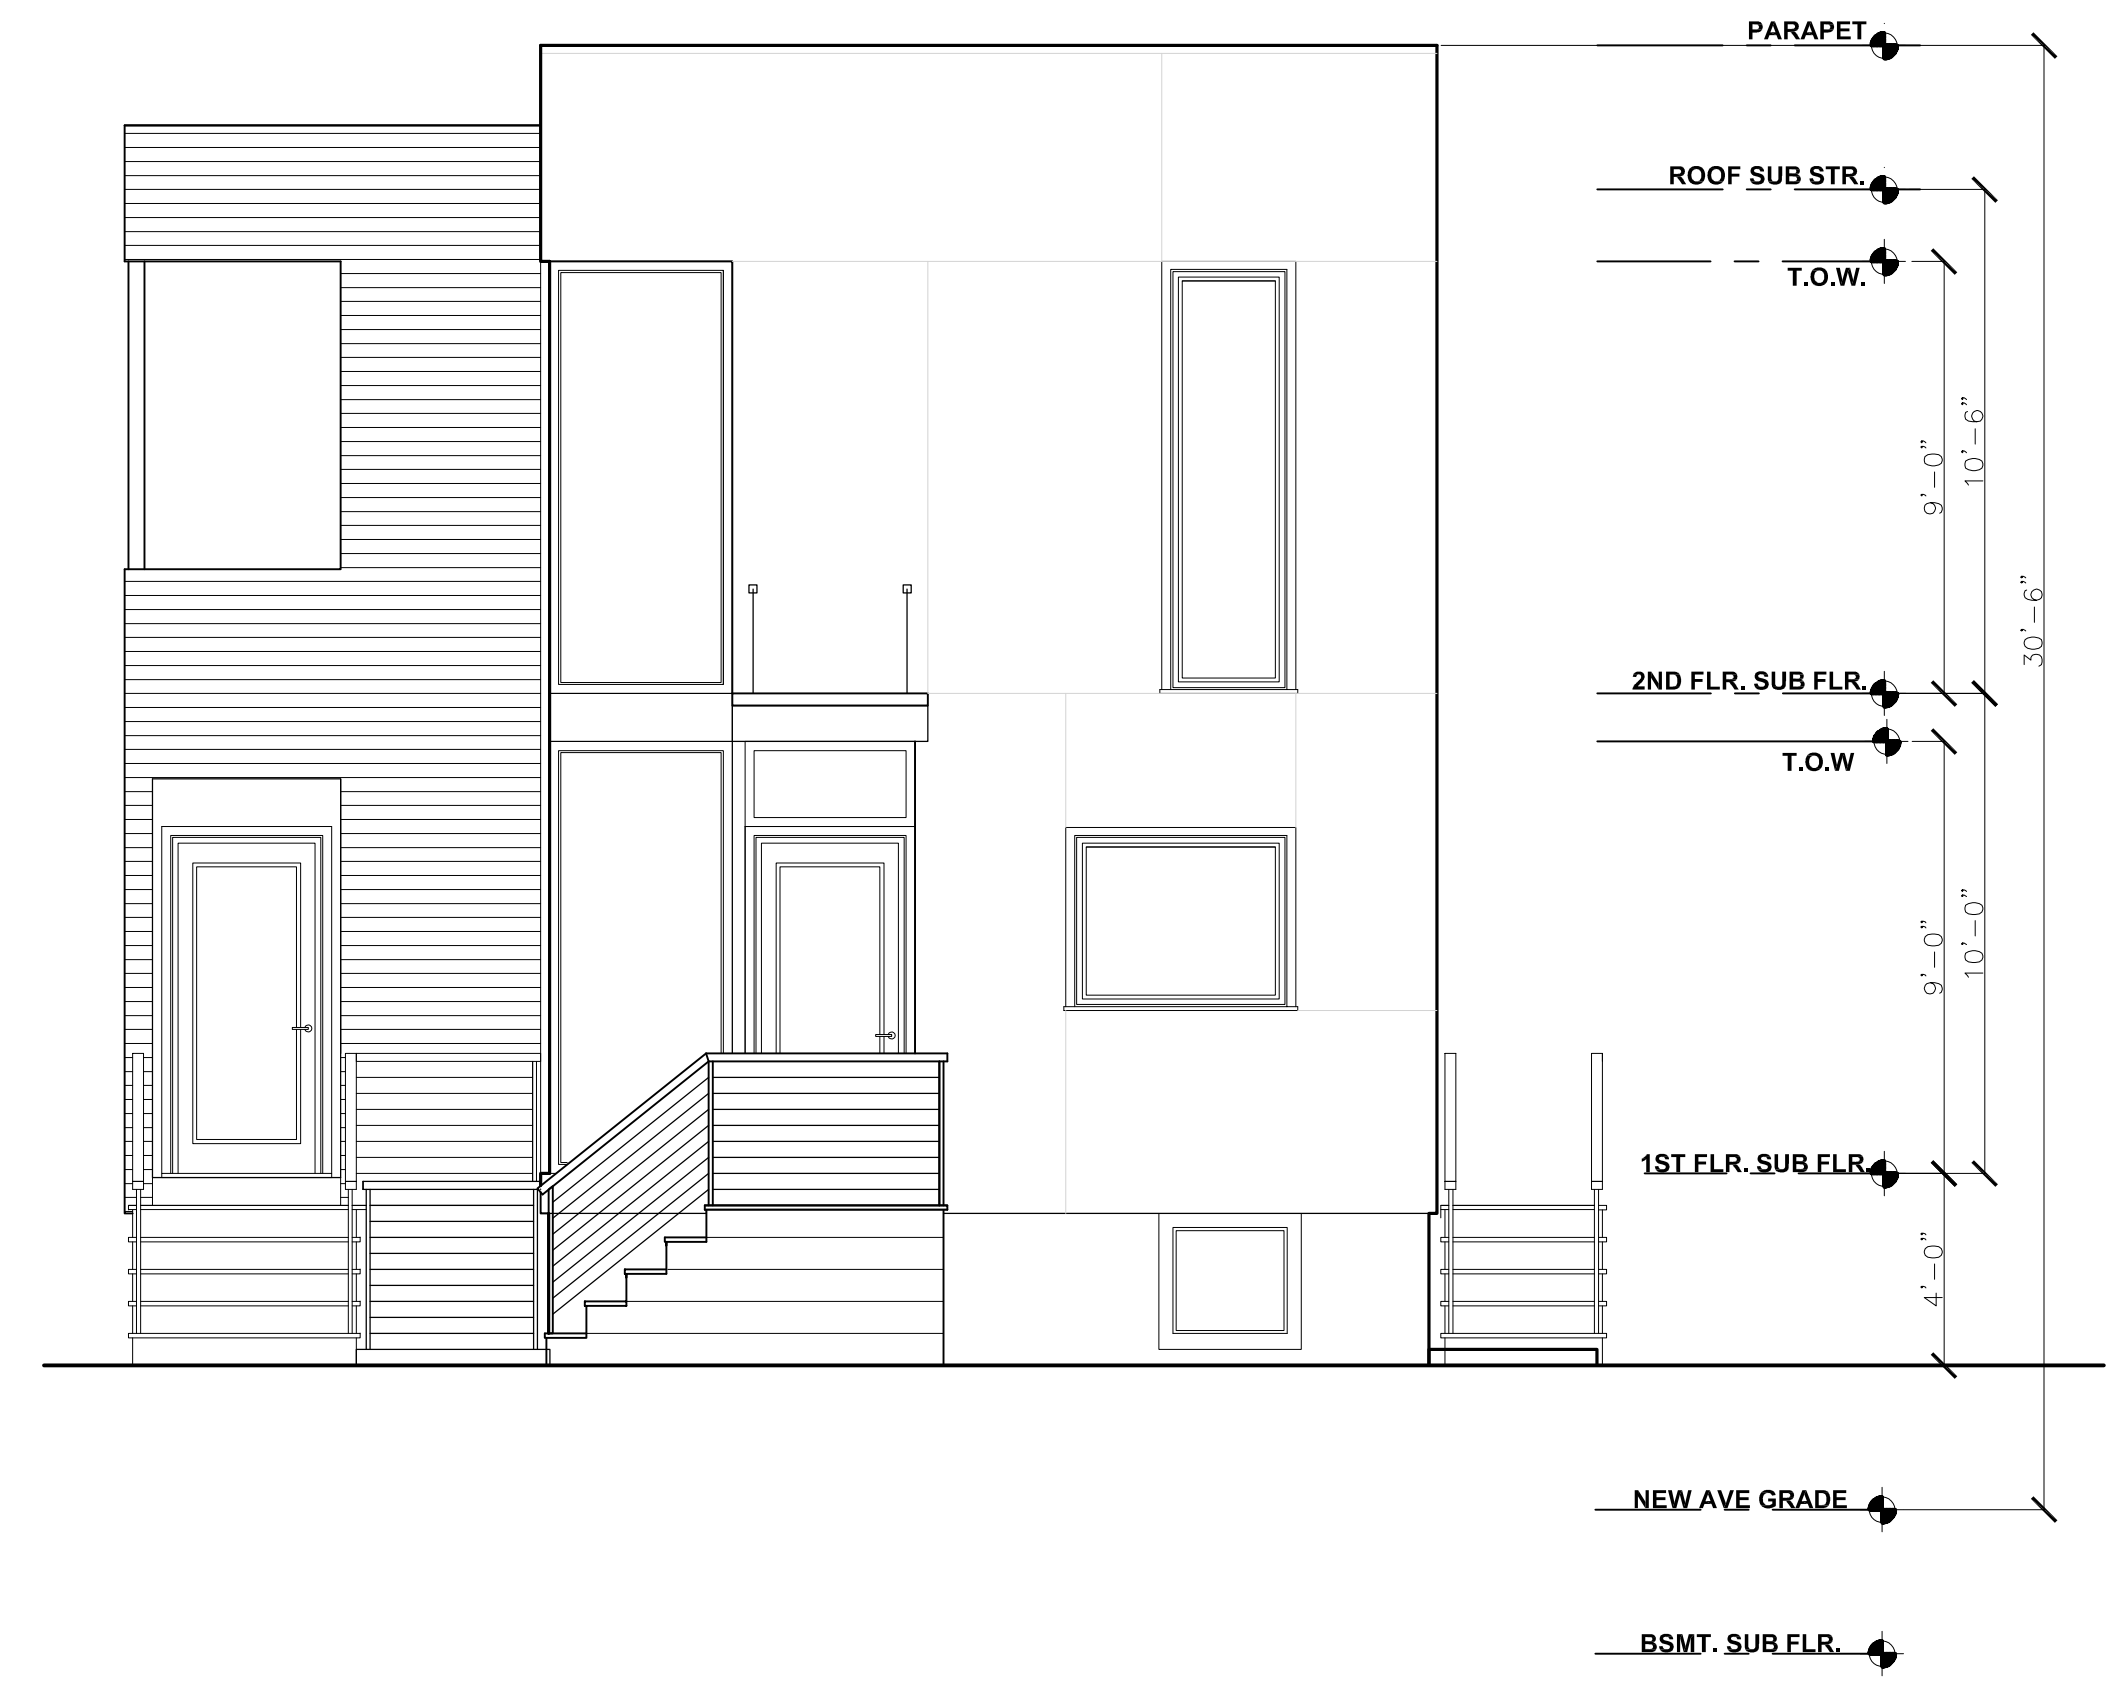 PARAPET
ROOF SUB STR.
T.O.W.
10'-6"
9'-0"
30'-6"
2ND FLR. SUB FLR.
T.O.W
10'-0"
9'-0"
1ST FLR. SUB FLR.
4'-0"
NEW AVE GRADE
BSMT. SUB FLR.